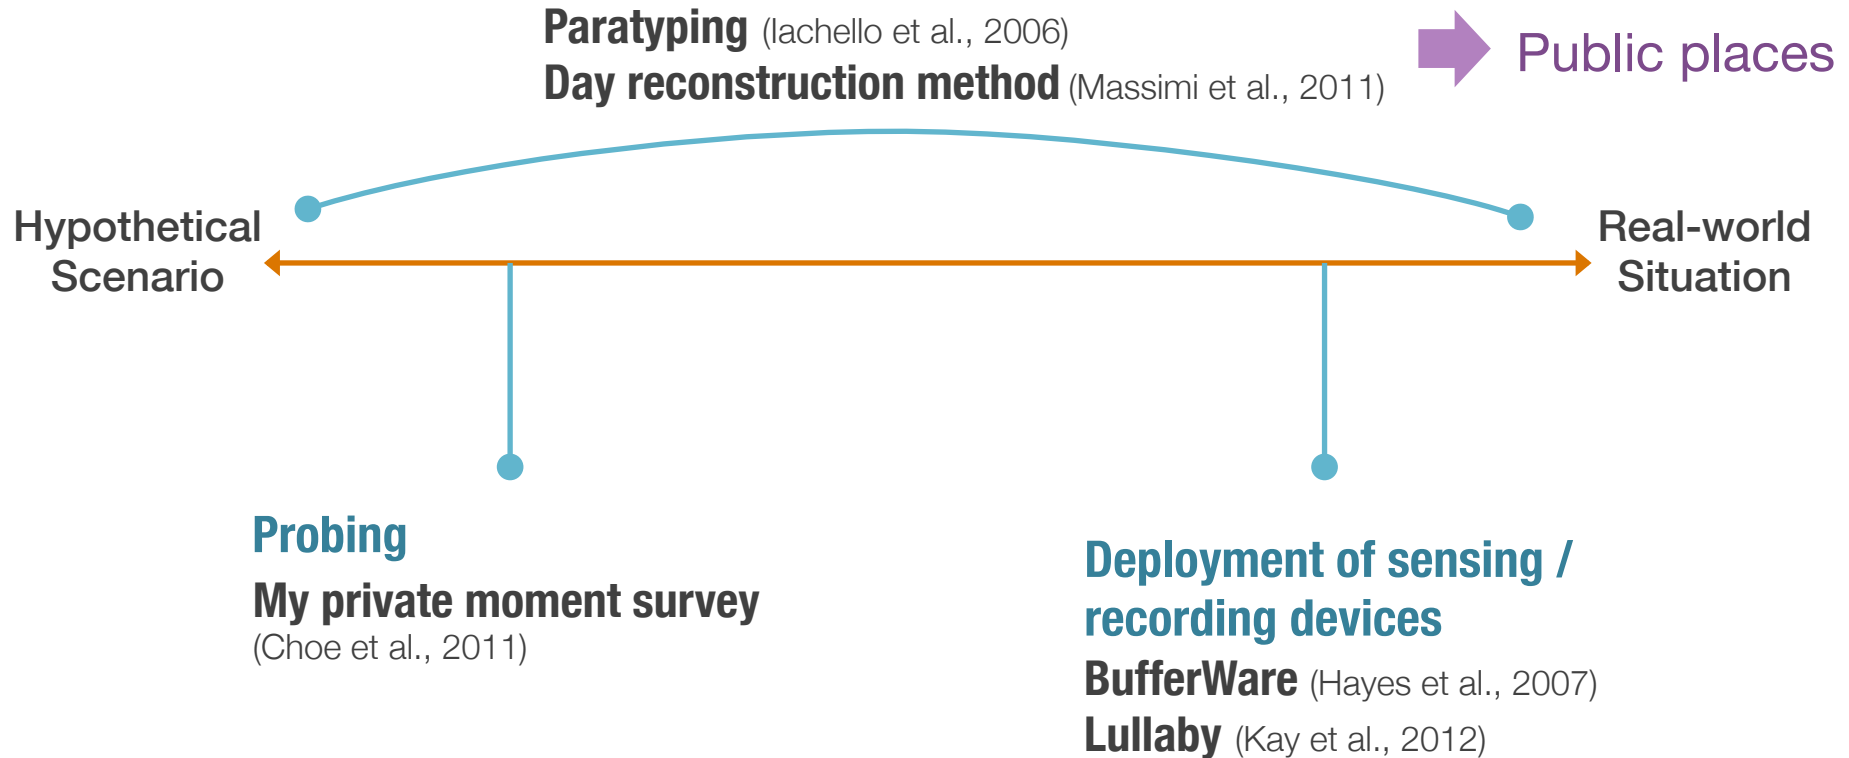 Paratyping (Iachello et al., 2006)
Day reconstruction method (Massimi et al., 2011)
Public places
Hypothetical
Scenario
Real-world
Situation
Probing
My private moment survey
(Choe et al., 2011)
Deployment of sensing /
recording devices
BufferWare (Hayes et al., 2007)
Lullaby (Kay et al., 2012)